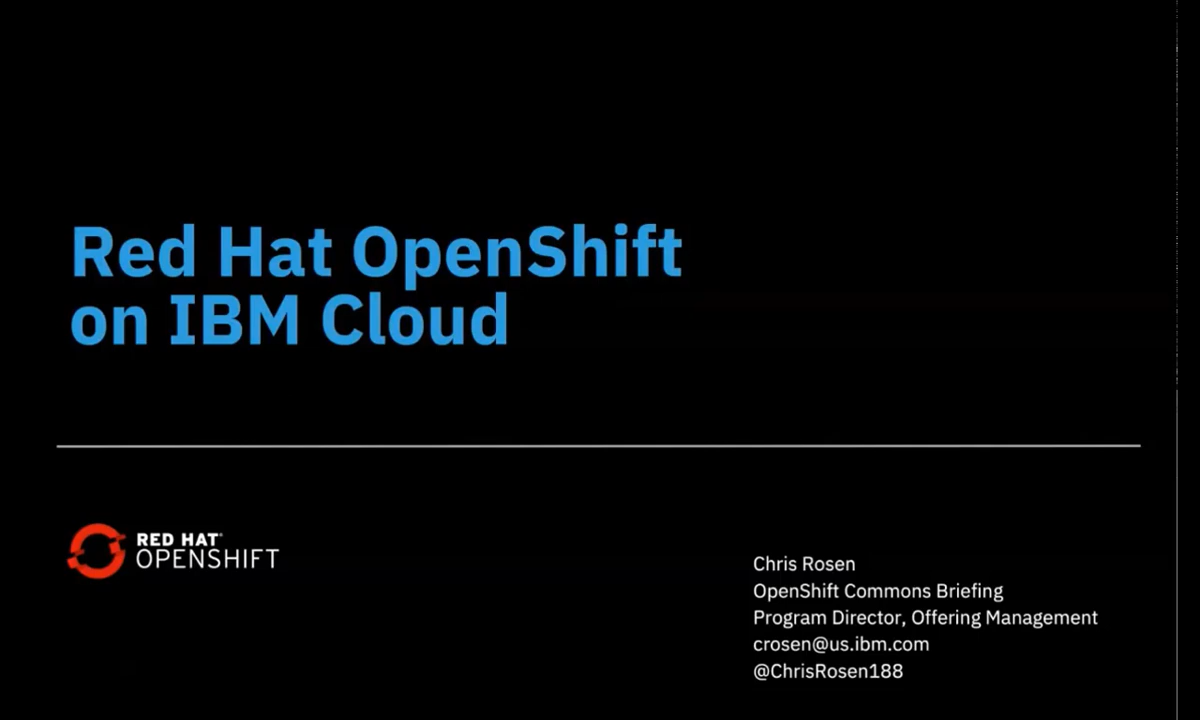 Red Hat OpenShift
on IBM Cloud
RED HAT®
OPENSHIFT
Chris Rosen
OpenShift Commons Briefing
Program Director, Offering Management
crosen@us.ibm.com
@ChrisRosen188